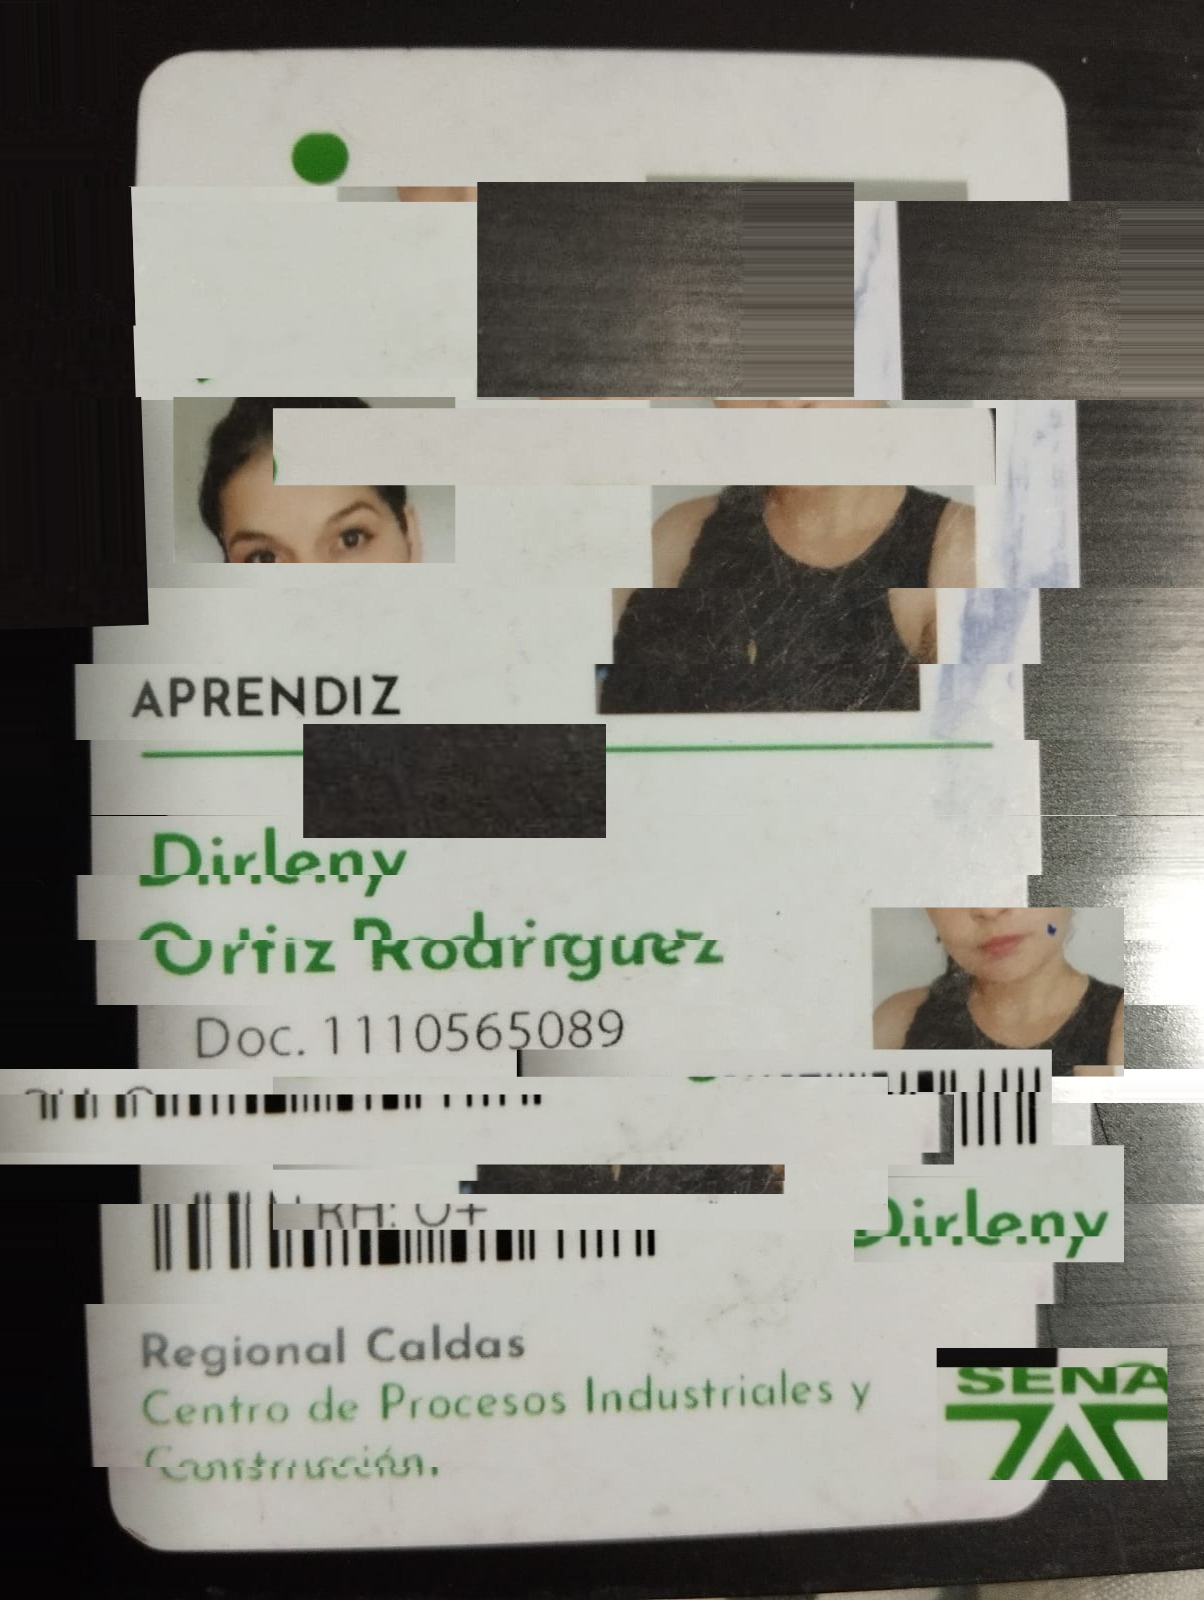 APRENDIZ
Dirleny
Ortiz Rodriguez
Doc. 1110565089
RH: O+
Dirleny
Regional Caldas
SENA
Centro de Procesos Industriales y
Construcción.